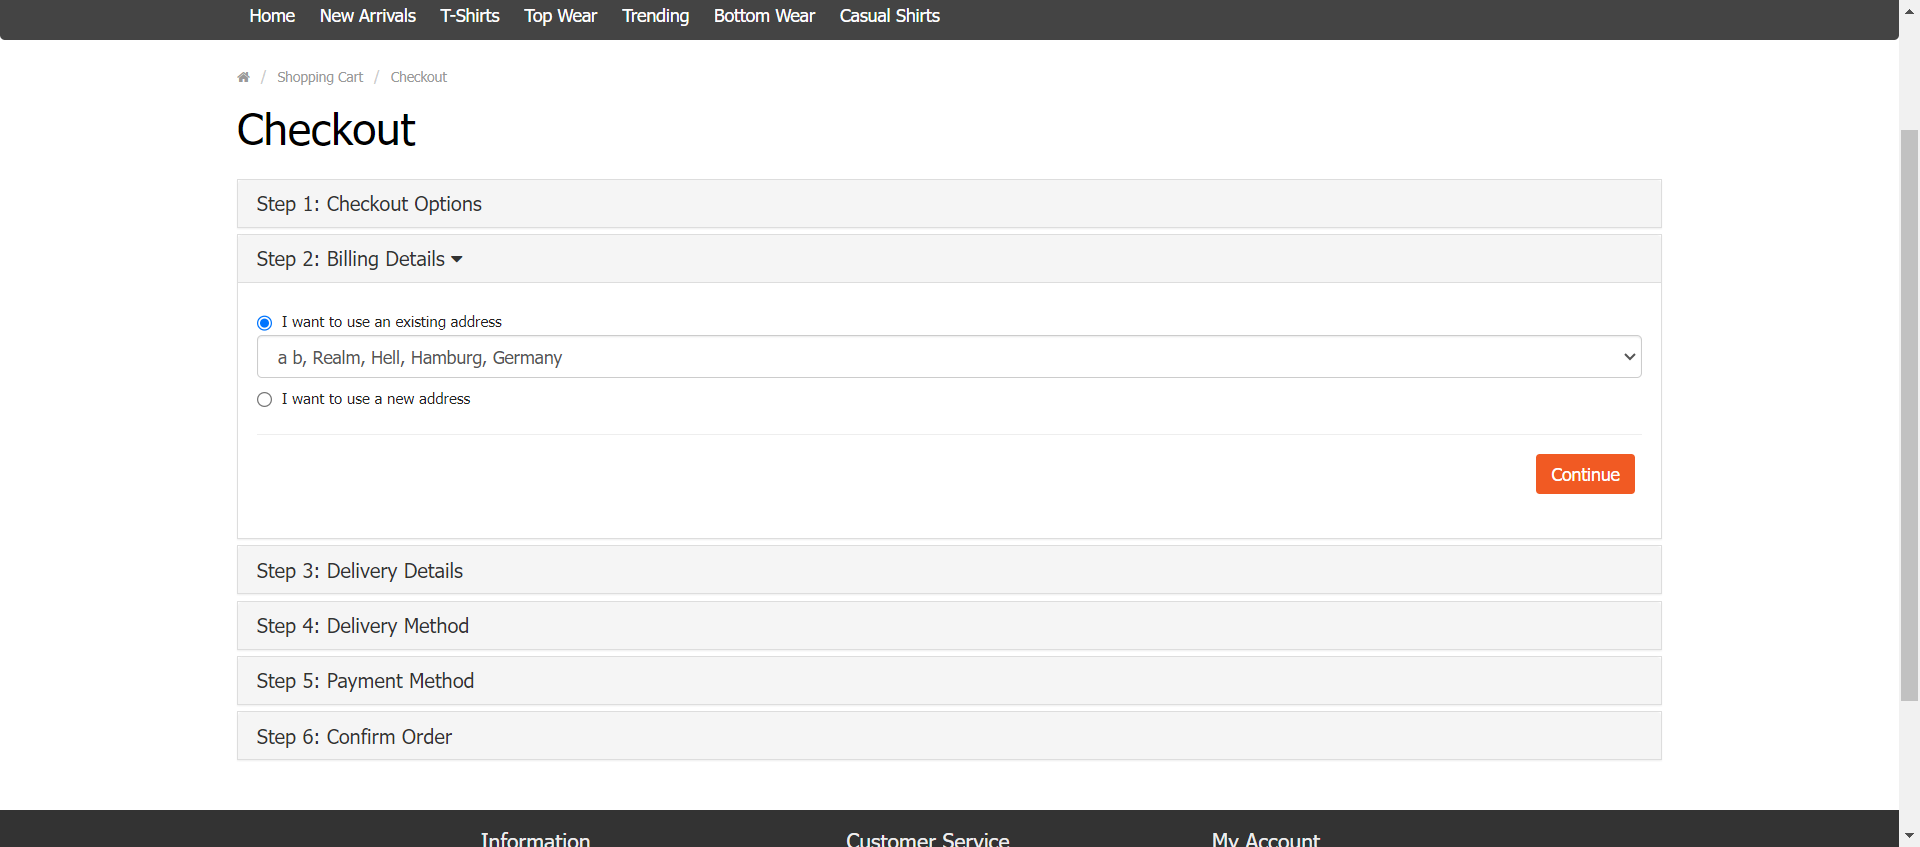 Home New Arrivals T-Shirts Top Wear Trending Bottom Wear Casual Shirts
/ Shopping Cart / Checkout
Checkout
Step 1: Checkout Options
Step 2: Billing Details
I want to use an existing address
a b, Realm, Hell, Hamburg, Germany
I want to use a new address
Continue
Step 3: Delivery Details
Step 4: Delivery Method
Step 5: Payment Method
Step 6: Confirm Order
Information Customer Service My Account